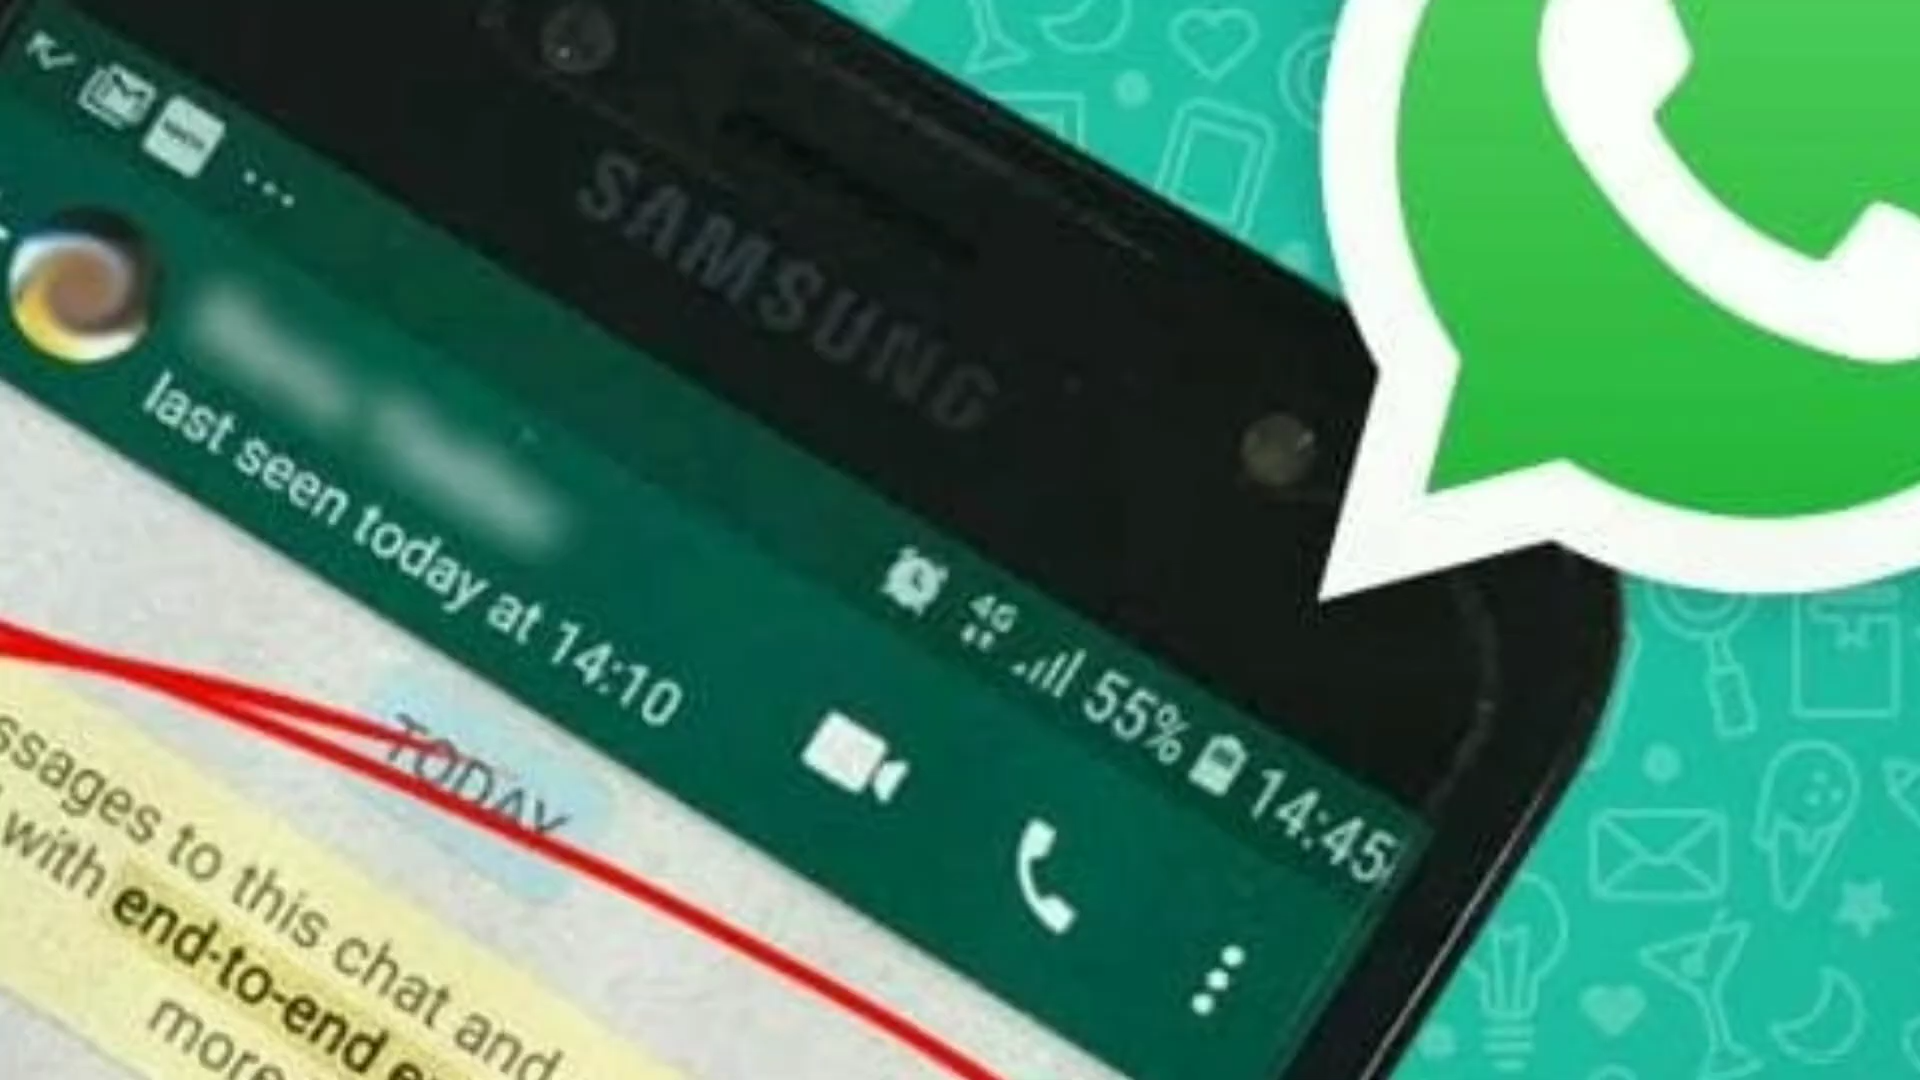 SAMSUNG
4G 55% 14:45
last seen today at 14:10
TODAY
ssages to this chat and
with end-to-end
more